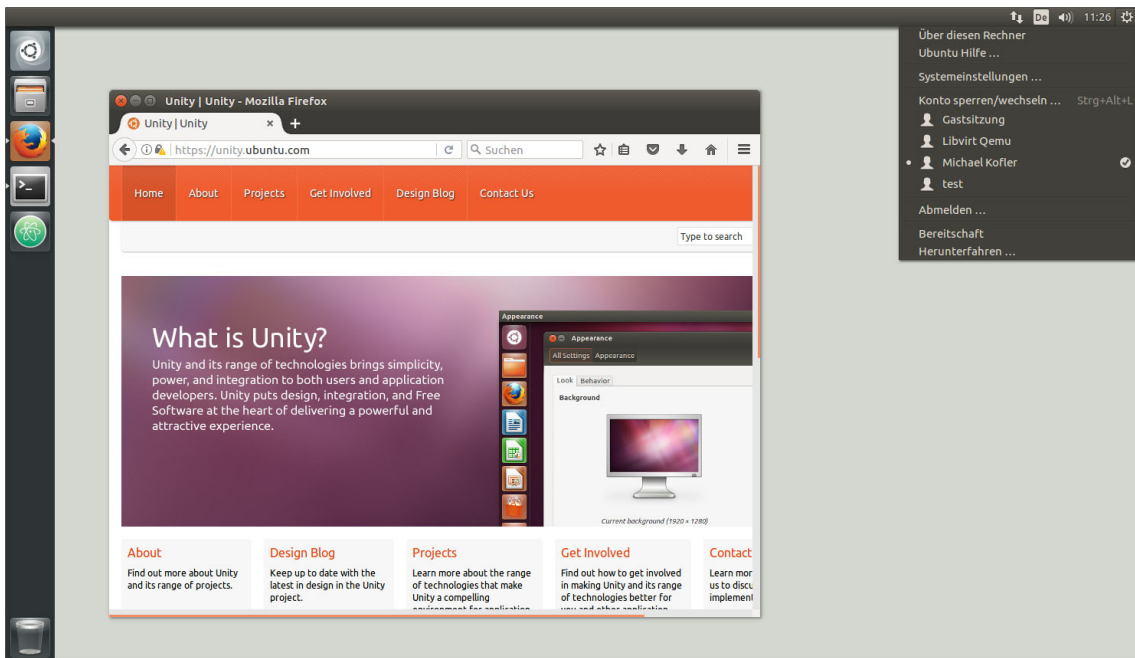 De 11:26
Über diesen Rechner
Ubuntu Hilfe ...
Systemeinstellungen ...
Konto sperren/wechseln ... Strg+Alt+L
Gastsitzung
Libvirt Qemu
Michael Kofler
test
Abmelden ...
Bereitschaft
Herunterfahren ...
Unity | Unity - Mozilla Firefox
Unity | Unity
https://unity.ubuntu.com
Suchen
Home About Projects Get Involved Design Blog Contact Us
Type to search
What is Unity?
Unity and its range of technologies brings simplicity,
power, and integration to both users and application
developers. Unity puts design, integration, and Free
Software at the heart of delivering a powerful and
attractive experience.
Appearance
Appearance
All Settings Appearance
Look Behavior
Background
Current background (1920 × 1280)
About
Find out more about Unity
and its range of projects.
Design Blog
Keep up to date with the
latest in design in the Unity
project.
Projects
Learn more about the range
of technologies that make
Unity a compelling
environment for application
Get Involved
Find out how to get involved
in making Unity and its range
of technologies better for
you and other application
Contact
Learn mor
us to discu
implement